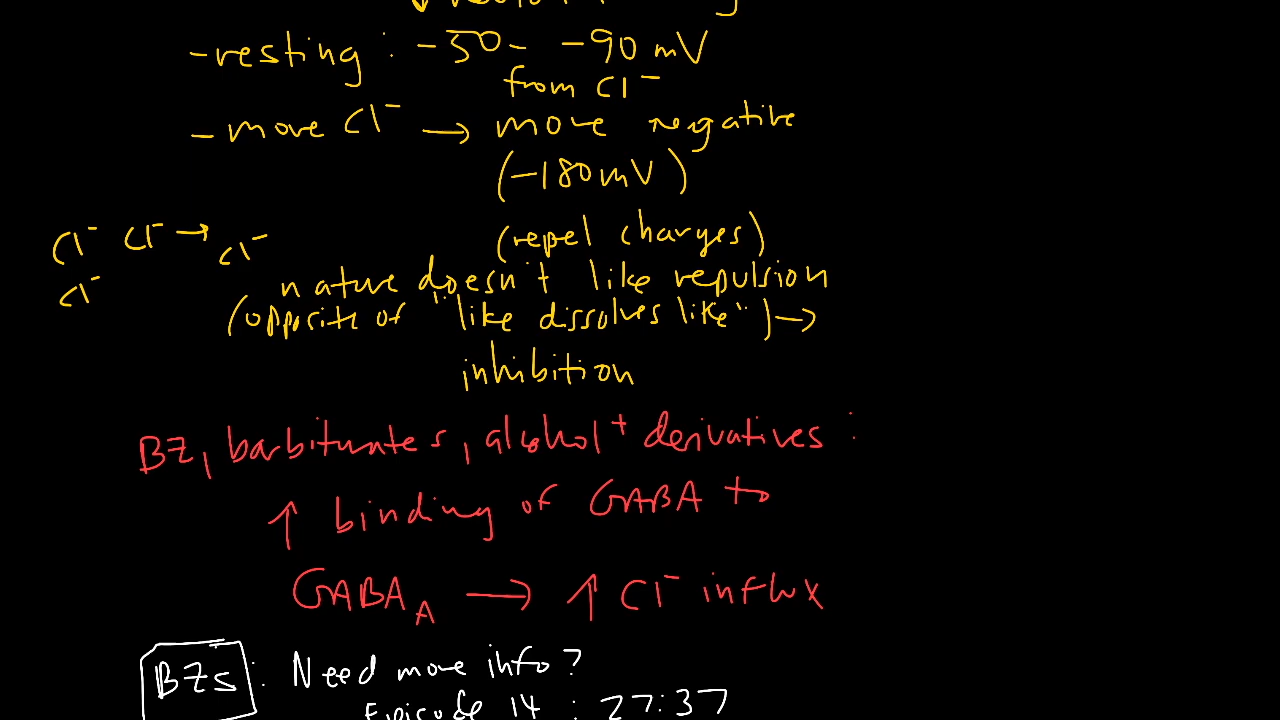 -resting : -50- -90 mV
from Cl⁻
-move Cl⁻ → more negative
(-180mV)
(repel charges)
Cl⁻ Cl⁻ → Cl⁻
Cl⁻
nature doesn't like repulsion
(opposite of "like dissolves like") →
inhibition
BZ, barbiturates, alcohol + derivatives :
↑ binding of GABA to
GABA A → ↑ Cl⁻ influx
BZs : Need more info?
Episode 14 : 27:37